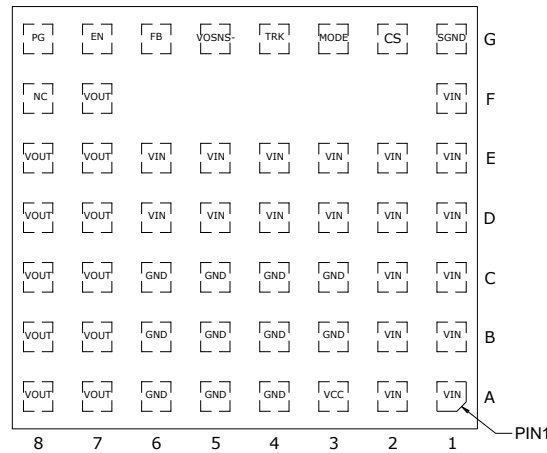 PG EN FB VOSNS- TRK MODE CS SGND G
NC VOUT VIN F
VOUT VOUT VIN VIN VIN VIN VIN VIN E
VOUT VOUT VIN VIN VIN VIN VIN VIN D
VOUT VOUT GND GND GND GND VIN VIN C
VOUT VOUT GND GND GND GND VIN VIN B
VOUT VOUT GND GND GND VCC VIN VIN A
PIN1
8 7 6 5 4 3 2 1